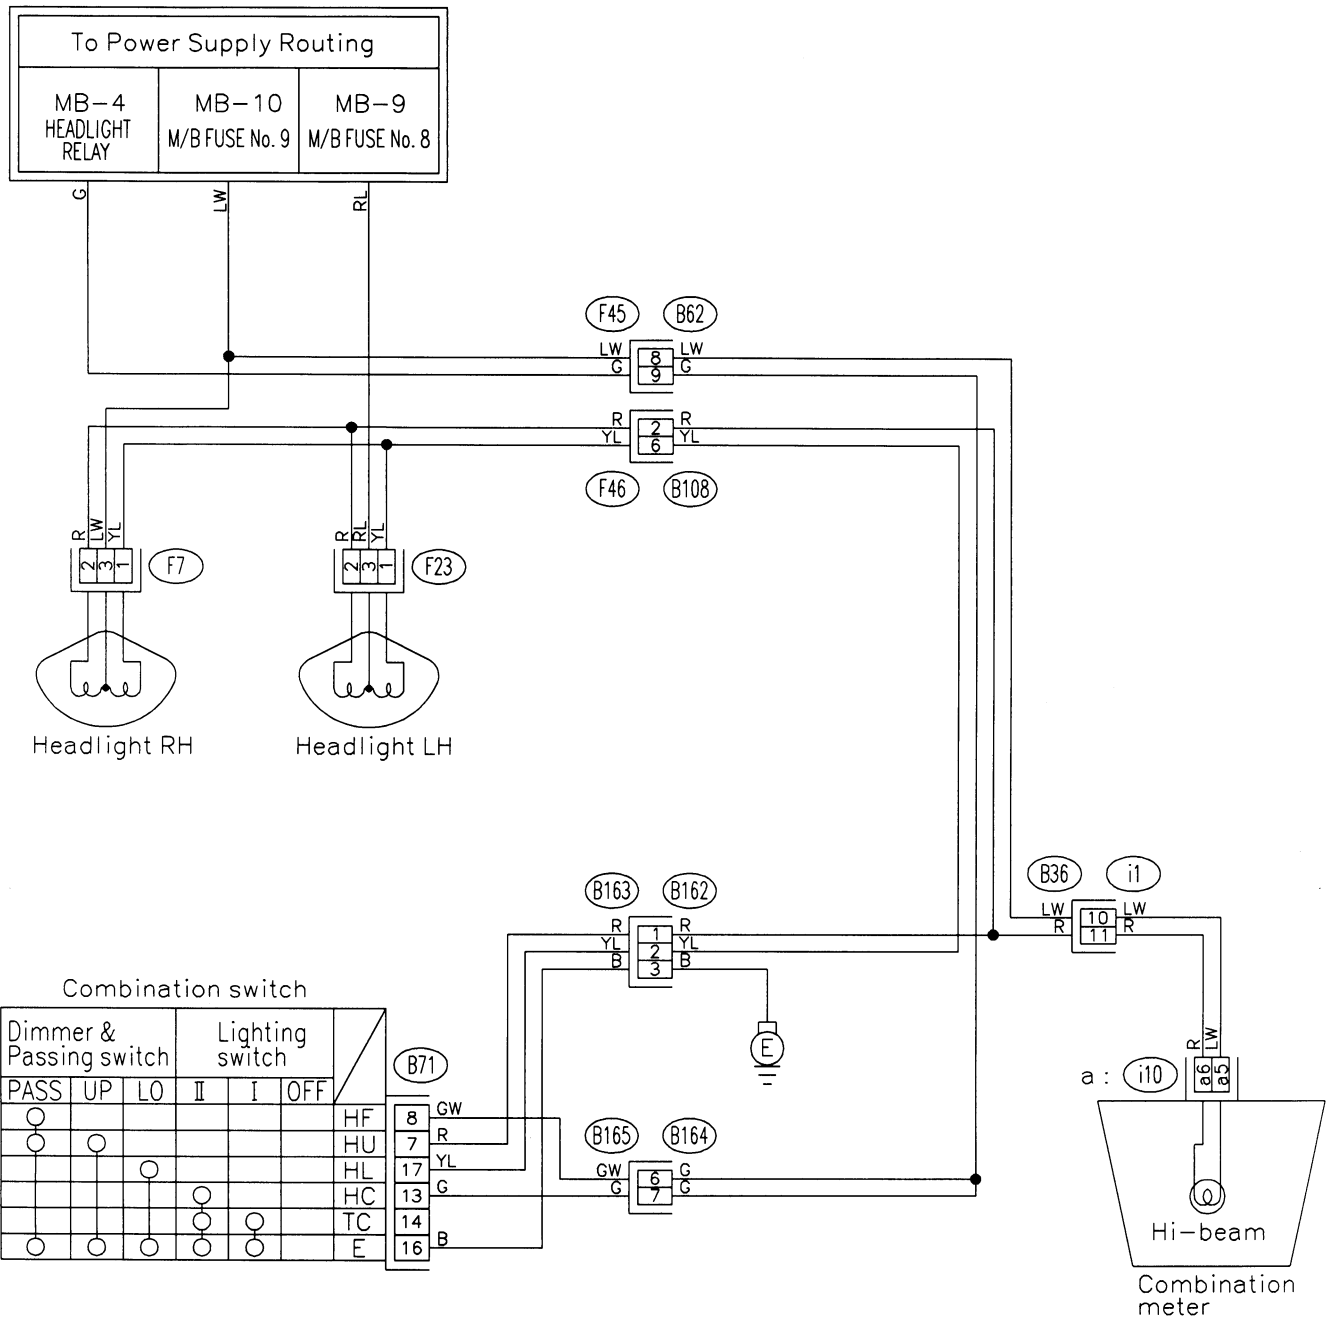 To Power Supply Routing
MB-4
HEADLIGHT
RELAY
MB-10
M/B FUSE No. 9
MB-9
M/B FUSE No. 8
G
LW
RL
F45
B62
LW
8
LW
G
9
G
R
2
R
YL
6
YL
F46
B108
R
LW
YL
2
3
1
F7
R
RL
YL
2
3
1
F23
Headlight RH
Headlight LH
B163
B162
R
1
R
YL
2
YL
B
3
B
E
B36
i1
LW
10
LW
R
11
R
R
LW
a :
i10
a6
a5
Hi-beam
Combination
meter
Combination switch
Dimmer &
Passing switch
Lighting
switch
PASS
UP
LO
II
I
OFF
B71
HF
8
GW
HU
7
R
HL
17
YL
HC
13
G
TC
14
E
16
B
B165
B164
GW
6
G
G
7
G